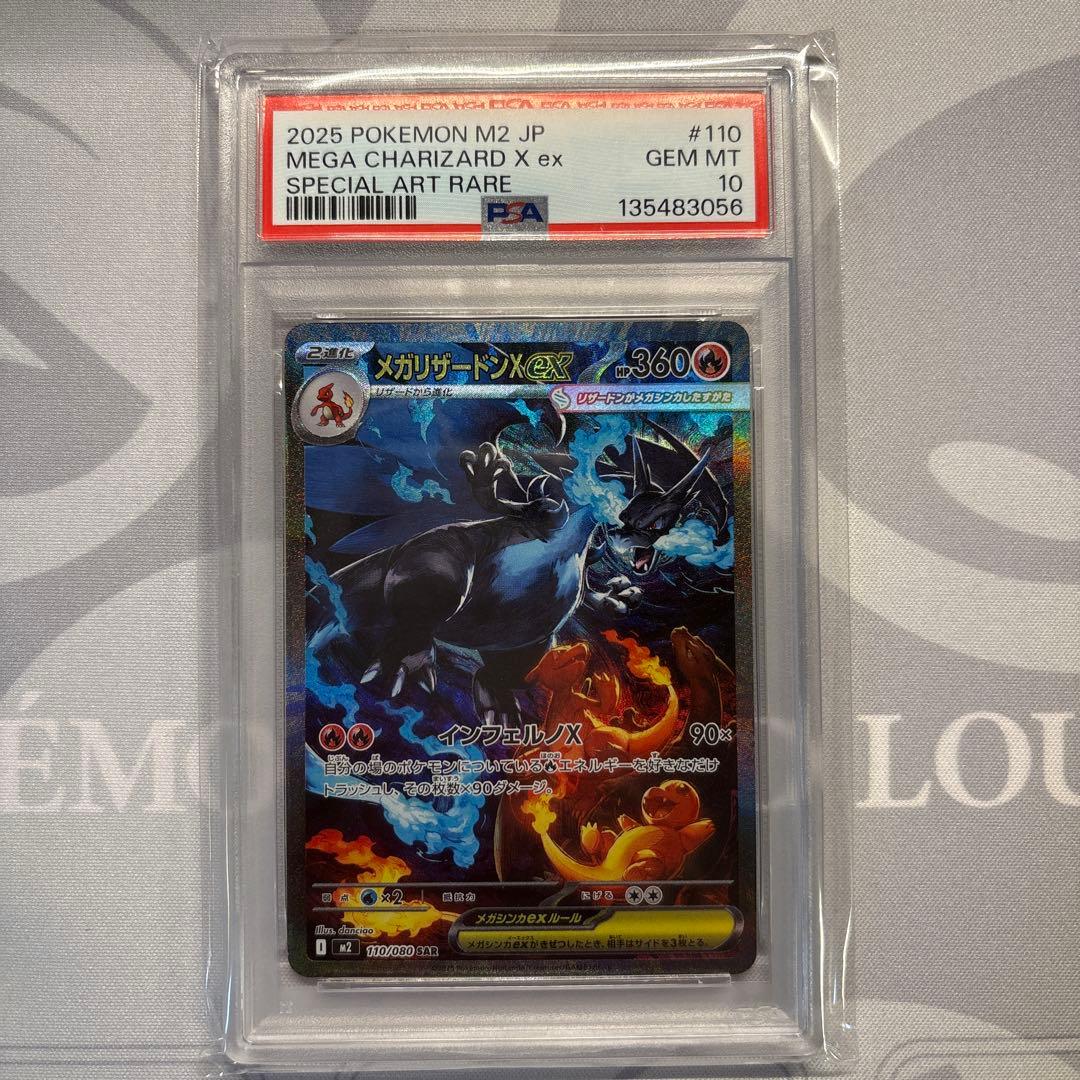 2025 POKEMON M2 JP #110
MEGA CHARIZARD X ex GEM MT
SPECIAL ART RARE 10
PSA 135483056
2進化 メガリザードンXex HP360
リザードから進化 リザードンがメガシンカしたすがた
インフェルノX 90×
自分の場のポケモンについているエネルギーを好きなだけ
トラッシュし、その枚数×90ダメージ。
弱点 ×2 抵抗力 にげる
メガシンカexルール
メガシンカexがきぜつしたとき、相手はサイドを3枚とる。
Illus. danciao
I M2 110/080 SAR
ÉMO
LOU